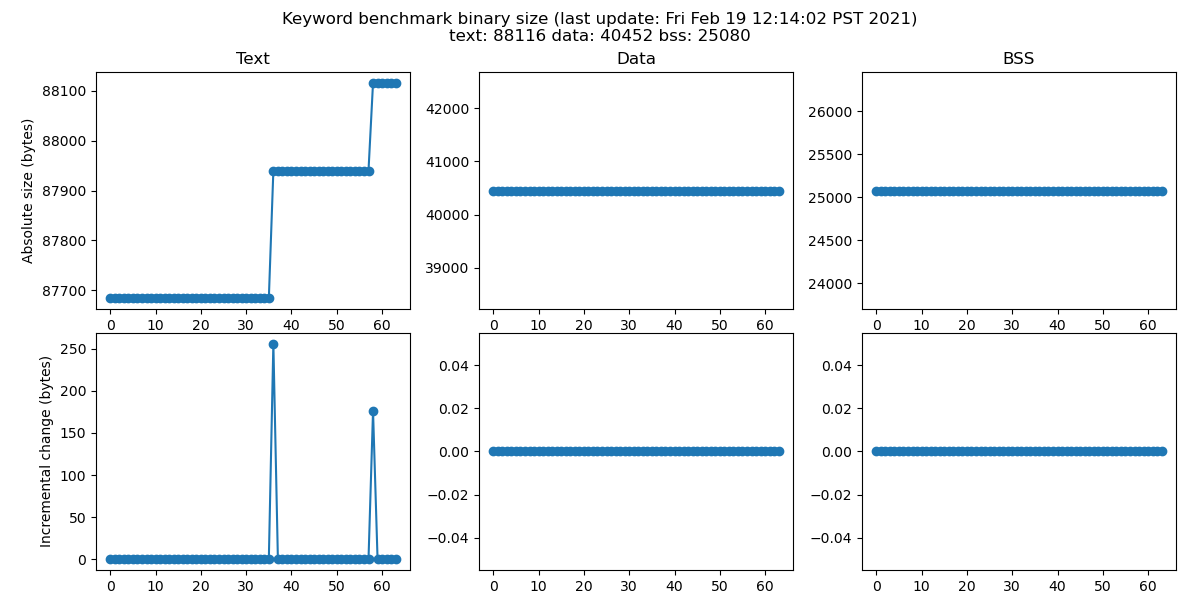 Keyword benchmark binary size (last update: Fri Feb 19 12:14:02 PST 2021)
text: 88116 data: 40452 bss: 25080
Text
Data
BSS
Absolute size (bytes)
88100
88000
87900
87800
87700
0 10 20 30 40 50 60
42000
41000
40000
39000
0 10 20 30 40 50 60
26000
25500
25000
24500
24000
0 10 20 30 40 50 60
Incremental change (bytes)
250
200
150
100
50
0
0 10 20 30 40 50 60
0.04
0.02
0.00
−0.02
−0.04
0 10 20 30 40 50 60
0.04
0.02
0.00
−0.02
−0.04
0 10 20 30 40 50 60